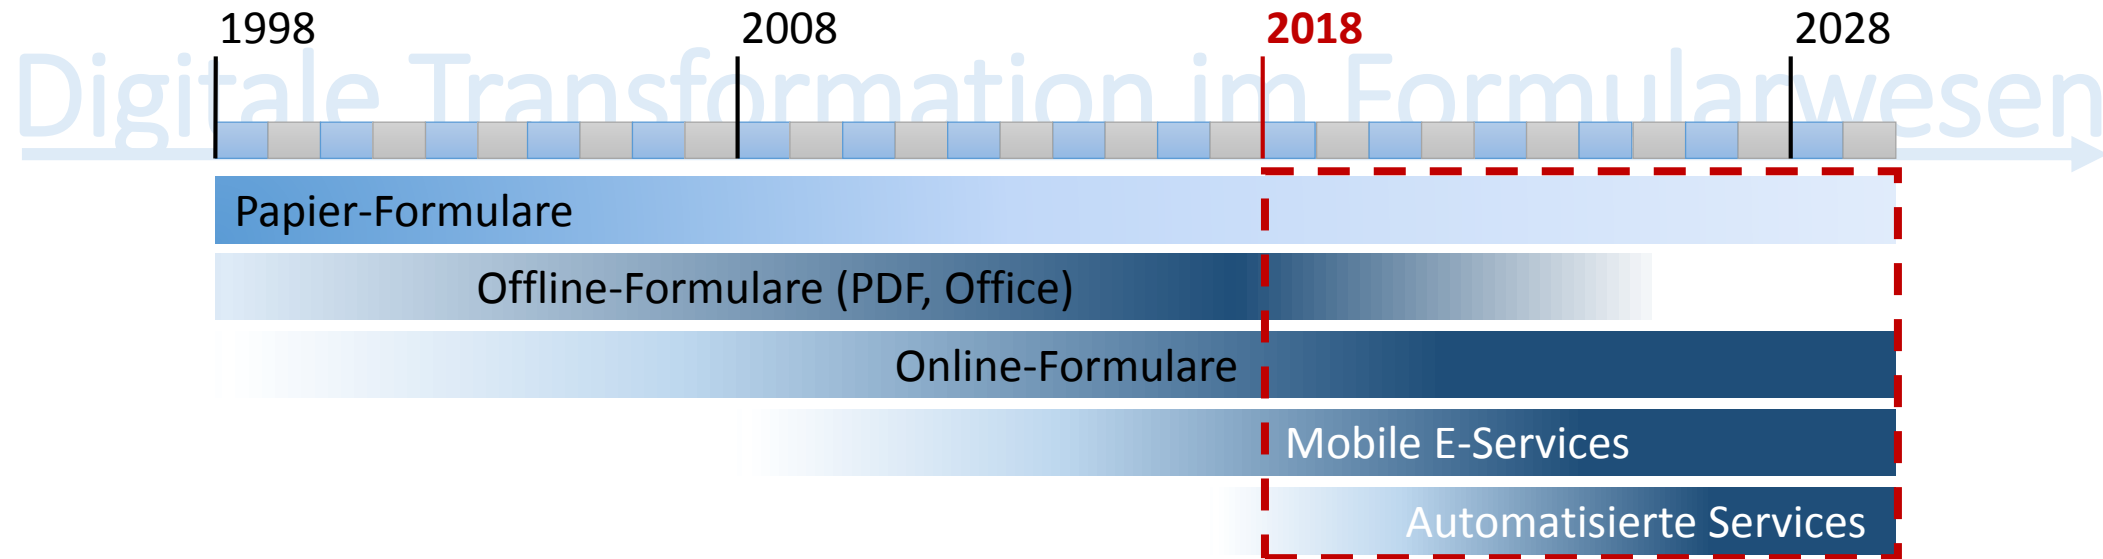 1998 2008 2018 2028
Digitale Transformation im Formularwesen
Papier-Formulare
Offline-Formulare (PDF, Office)
Online-Formulare
Mobile E-Services
Automatisierte Services